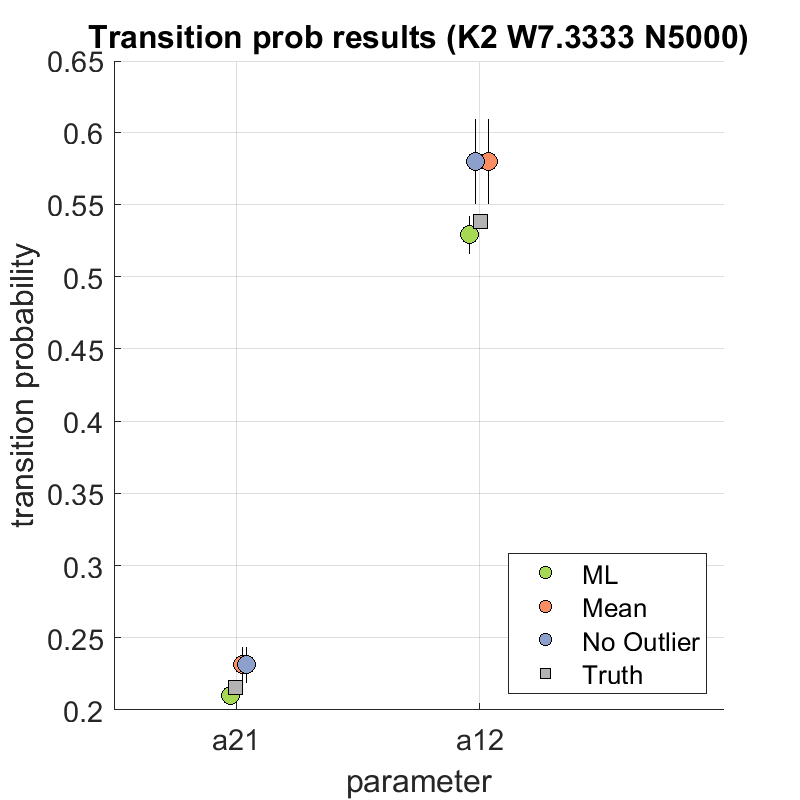 Transition prob results (K2 W7.3333 N5000)
0.65
0.6
0.55
0.5
0.45
0.4
0.35
0.3
0.25
0.2
transition probability
ML
Mean
No Outlier
Truth
a21 a12
parameter